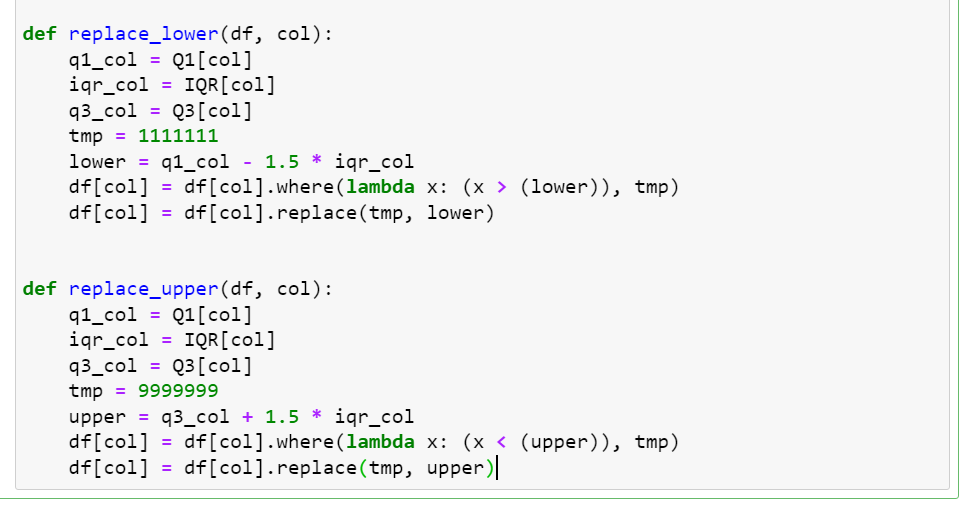 def replace_lower(df, col):
    q1_col = Q1[col]
    iqr_col = IQR[col]
    q3_col = Q3[col]
    tmp = 1111111
    lower = q1_col - 1.5 * iqr_col
    df[col] = df[col].where(lambda x: (x > (lower)), tmp)
    df[col] = df[col].replace(tmp, lower)
def replace_upper(df, col):
    q1_col = Q1[col]
    iqr_col = IQR[col]
    q3_col = Q3[col]
    tmp = 9999999
    upper = q3_col + 1.5 * iqr_col
    df[col] = df[col].where(lambda x: (x < (upper)), tmp)
    df[col] = df[col].replace(tmp, upper)